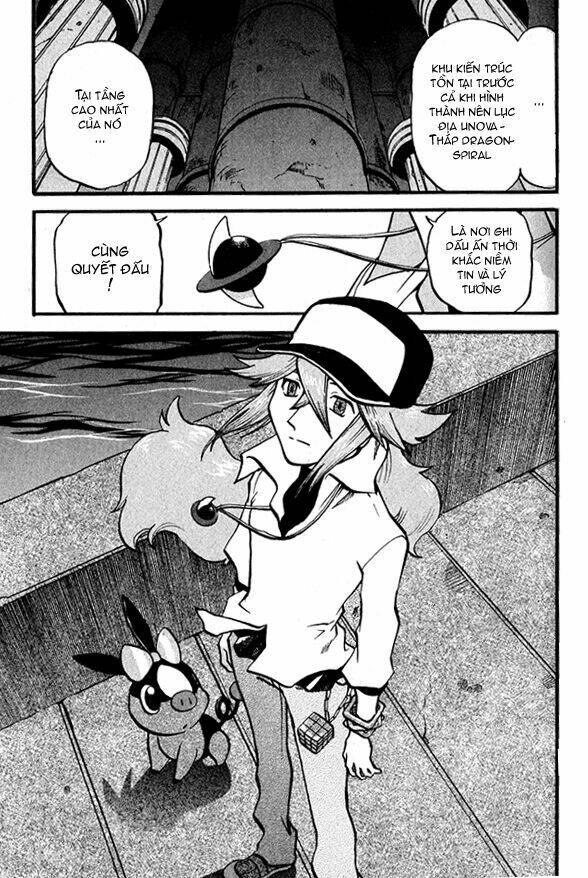 ...
KHU KIẾN TRÚC
TỒN TẠI TRƯỚC
CẢ KHI HÌNH
THÀNH NÊN LỤC
ĐỊA UNOVA -
THÁP DRAGON-
SPIRAL
TẠI TẦNG
CAO NHẤT
CỦA NÓ
...
LÀ NƠI GHI
DẤU ẤN THỜI
KHẮC NIỀM
TIN VÀ LÝ
TƯỞNG
CÙNG
QUYẾT ĐẤU
!